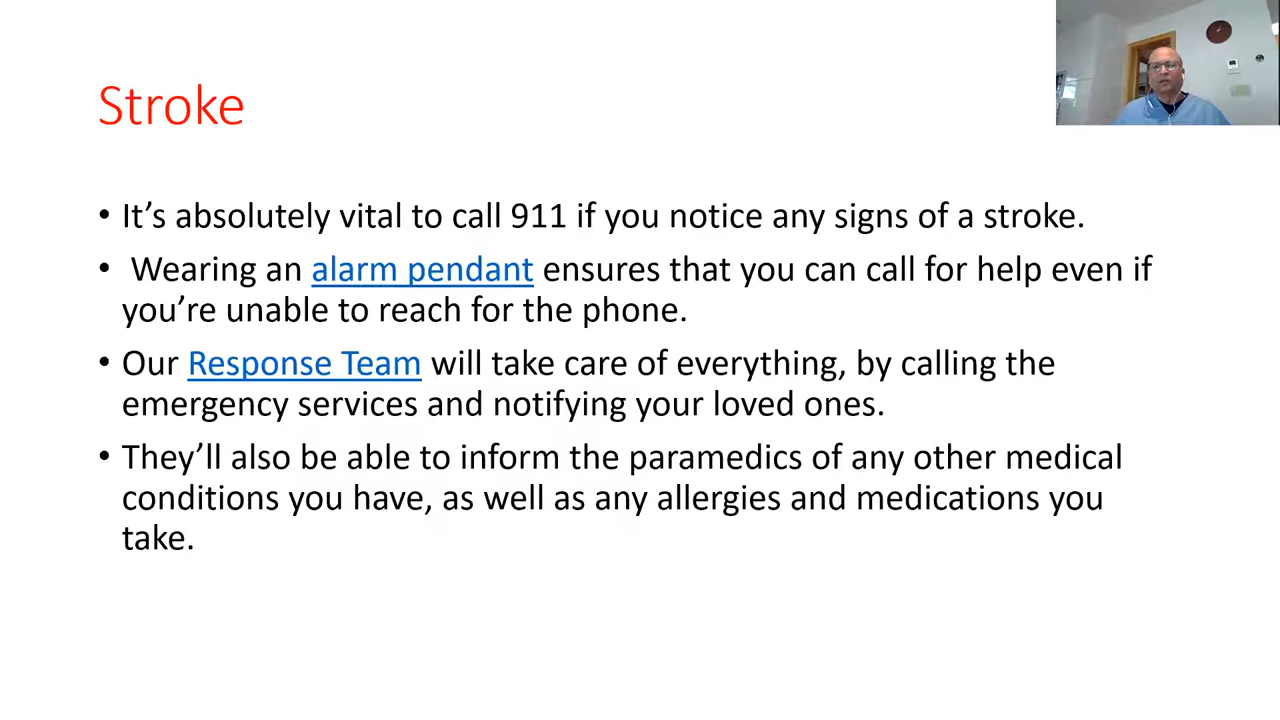 Stroke
• It’s absolutely vital to call 911 if you notice any signs of a stroke.
• Wearing an alarm pendant ensures that you can call for help even if
you’re unable to reach for the phone.
• Our Response Team will take care of everything, by calling the
emergency services and notifying your loved ones.
• They’ll also be able to inform the paramedics of any other medical
conditions you have, as well as any allergies and medications you
take.